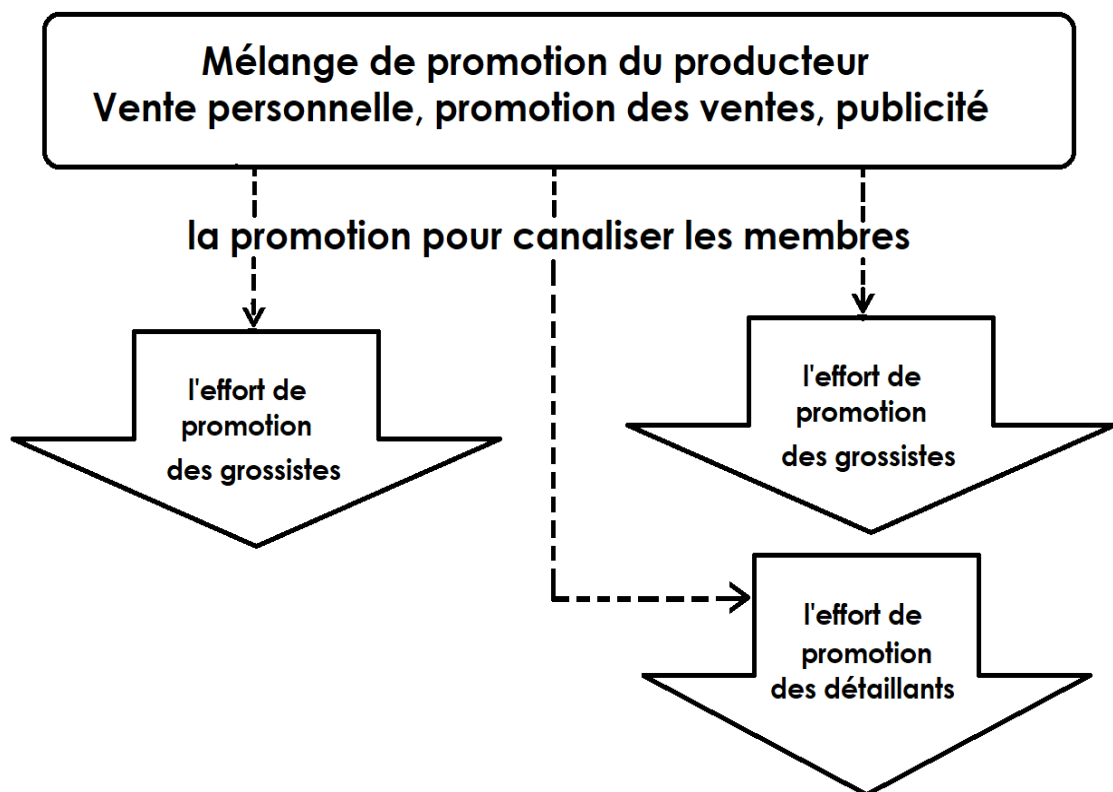 Mélange de promotion du producteur
Vente personnelle, promotion des ventes, publicité
la promotion pour canaliser les membres
l'effort de
promotion
des grossistes
l'effort de
promotion
des grossistes
l'effort de
promotion
des détaillants